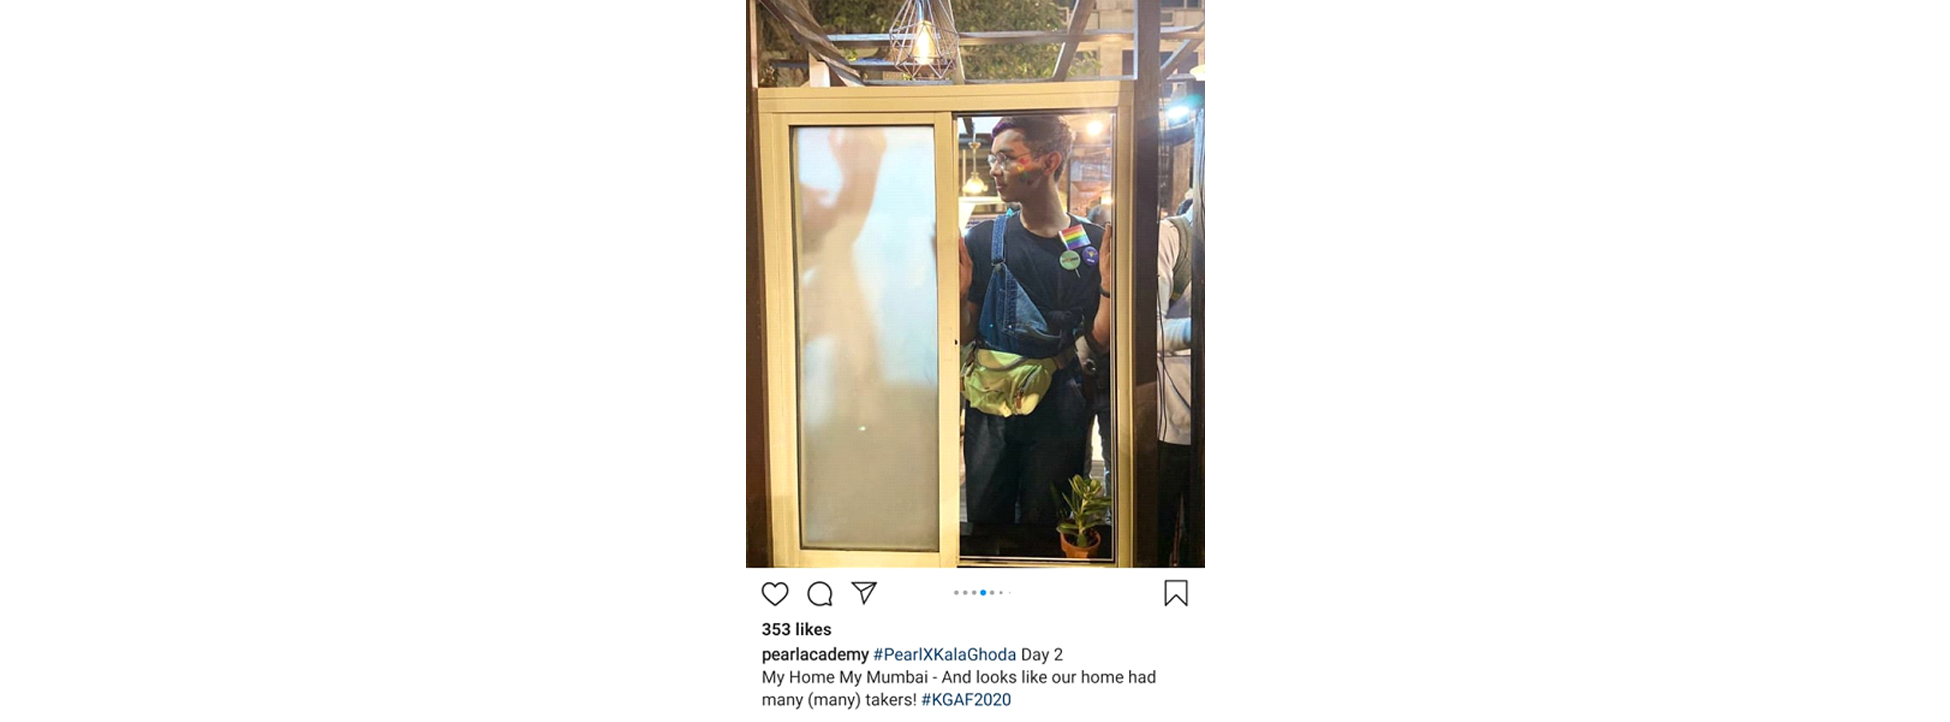 353 likes
pearlacademy #PearlXKalaGhoda Day 2
My Home My Mumbai - And looks like our home had
many (many) takers! #KGAF2020